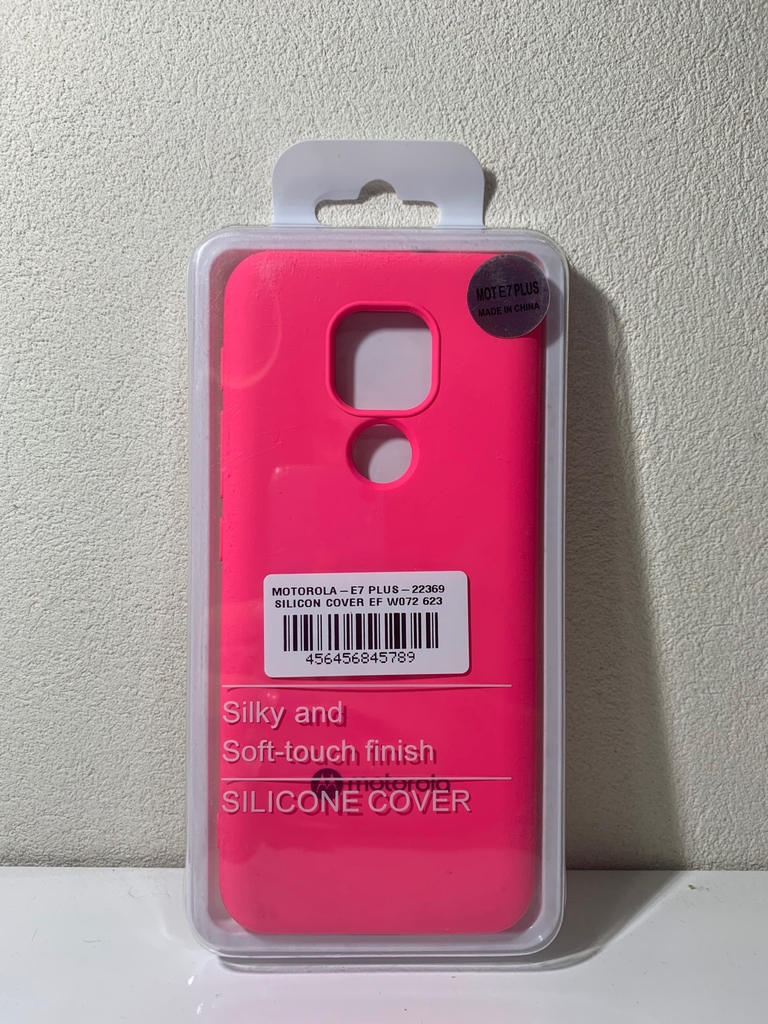 MOT E7 PLUS
MADE IN CHINA
MOTOROLA – E7 PLUS – 22369
SILICON COVER EF W072 623
456456845789
Silky and
Soft-touch finish
motorola
SILICONE COVER